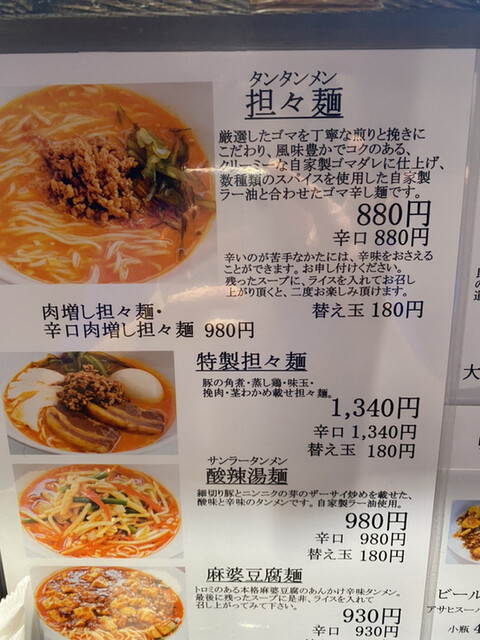 タンタンメン
担々麺
厳選したゴマを丁寧な煎りと挽きに
こだわり、風味豊かでコクのある、
クリーミーな自家製ゴマダレに仕上げ、
数種類のスパイスを使用した自家製
ラー油と合わせたゴマ辛し麺です。
880円
辛口 880円
辛いのが苦手なかたには、辛味をおさえる
ことができます。お申し付けください。
残ったスープに、ライスを入れてお召し
上がり頂くと、二度お楽しみ頂けます。
替え玉 180円
肉増し担々麺・
辛口肉増し担々麺 980円
特製担々麺
豚の角煮・蒸し鶏・味玉・
挽肉・茎わかめ載せ担々麺。
1,340円
辛口 1,340円
替え玉 180円
サンラータンメン
酸辣湯麺
細切り豚とニンニクの芽のザーサイ炒めを載せた、
酸味と辛味のタンメンです。自家製ラー油使用。
980円
辛口 980円
替え玉 180円
麻婆豆腐麺
トロミのある本格麻婆豆腐のあんかけ辛味タンメン。
最後に残ったスープに是非、ライスを入れて
召し上がってみて下さい。
930円
辛口 930円
大
ビール
アサヒスーパー
小瓶 4